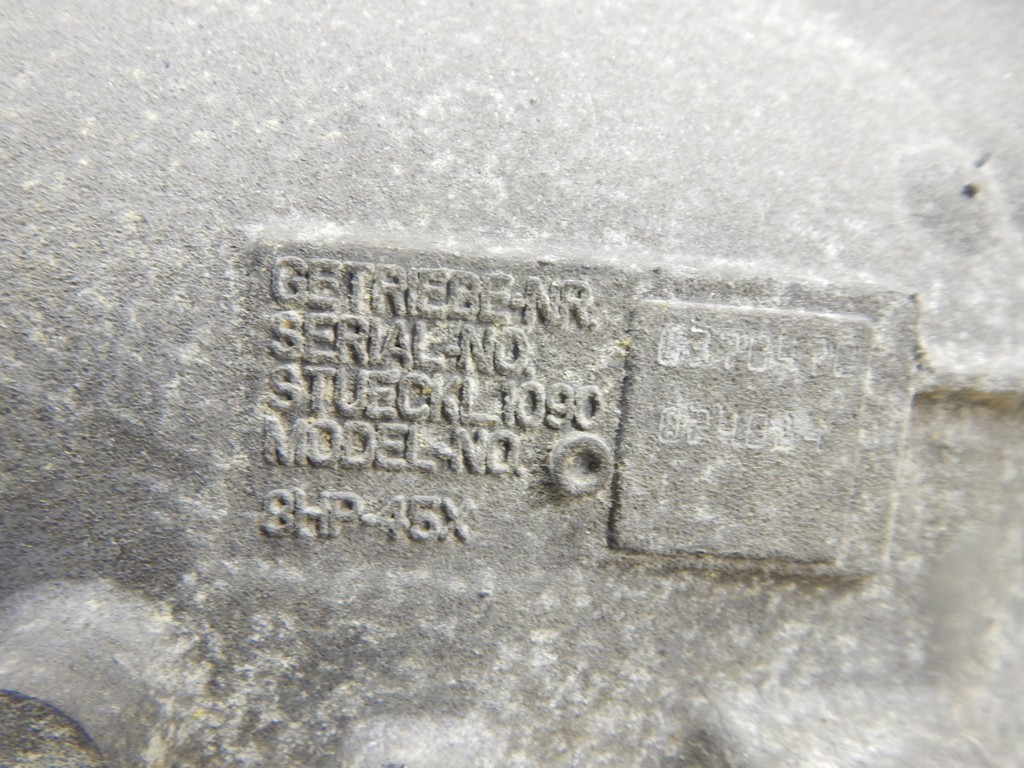 GETRIEBE-NR.
SERIAL-NO.
STUECKL.1090
MODEL-NO.
8HP-45X